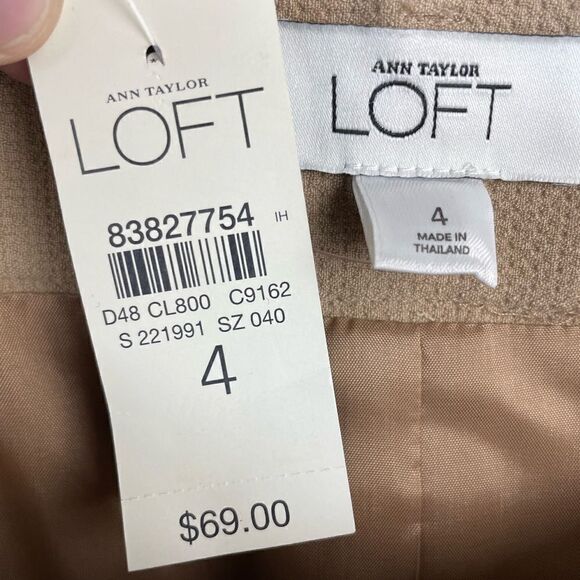 ANN TAYLOR
LOFT
83827754 IH
D48 CL800 C9162
S 221991 SZ 040
4
$69.00
ANN TAYLOR
LOFT
4
MADE IN
THAILAND